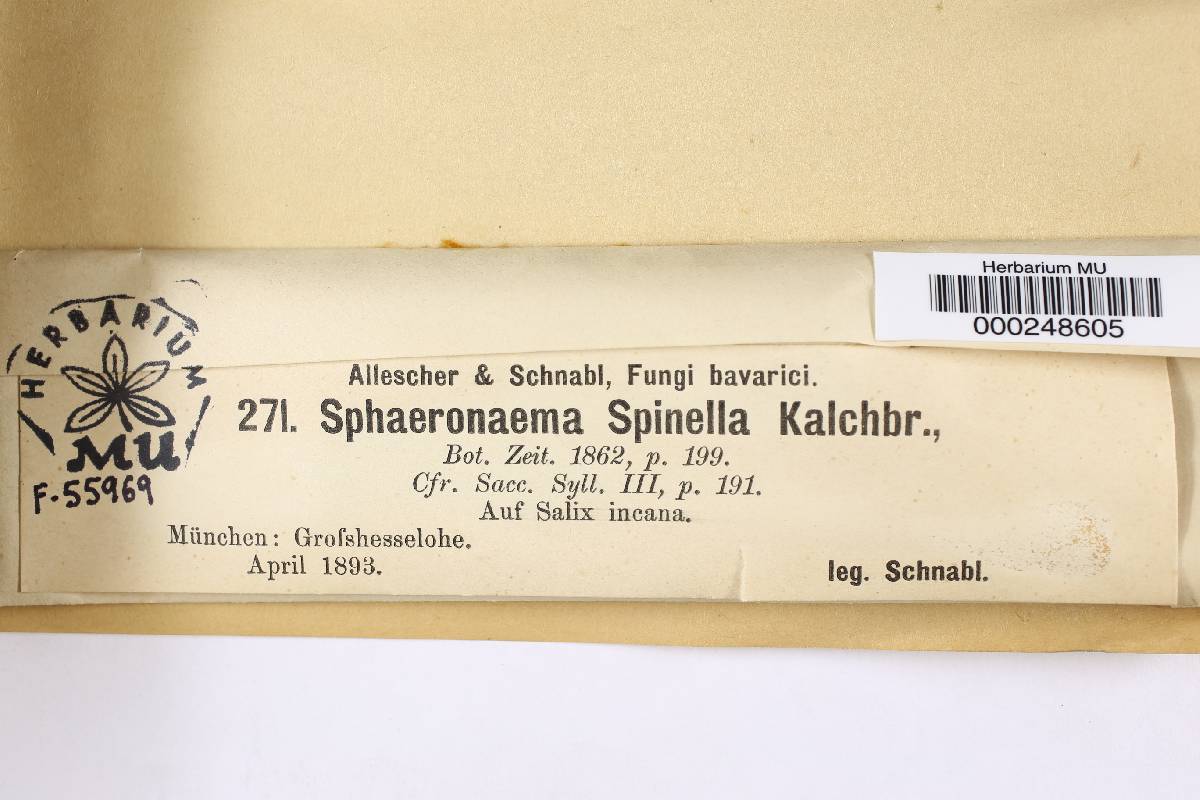 Herbarium MU
000248605
HERBARIUM
MU
F-55969
Allescher & Schnabl, Fungi bavarici.
271. Sphaeronaema Spinella Kalchbr.,
Bot. Zeit. 1862, p. 199.
Cfr. Sacc. Syll. III, p. 191.
Auf Salix incana.
München: Grofshesselohe.
April 1893.
leg. Schnabl.